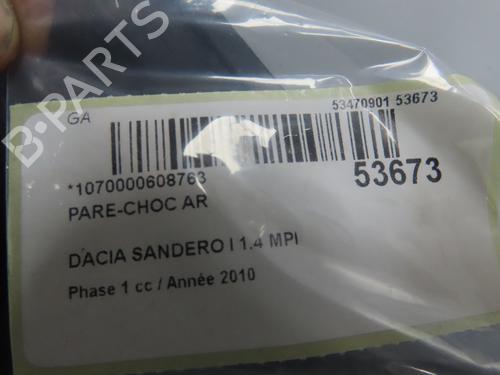 GA
53470901 53673
*1070000608763
53673
PARE-CHOC AR
DACIA SANDERO I 1.4 MPI
Phase 1 cc / Année 2010
B-PARTS